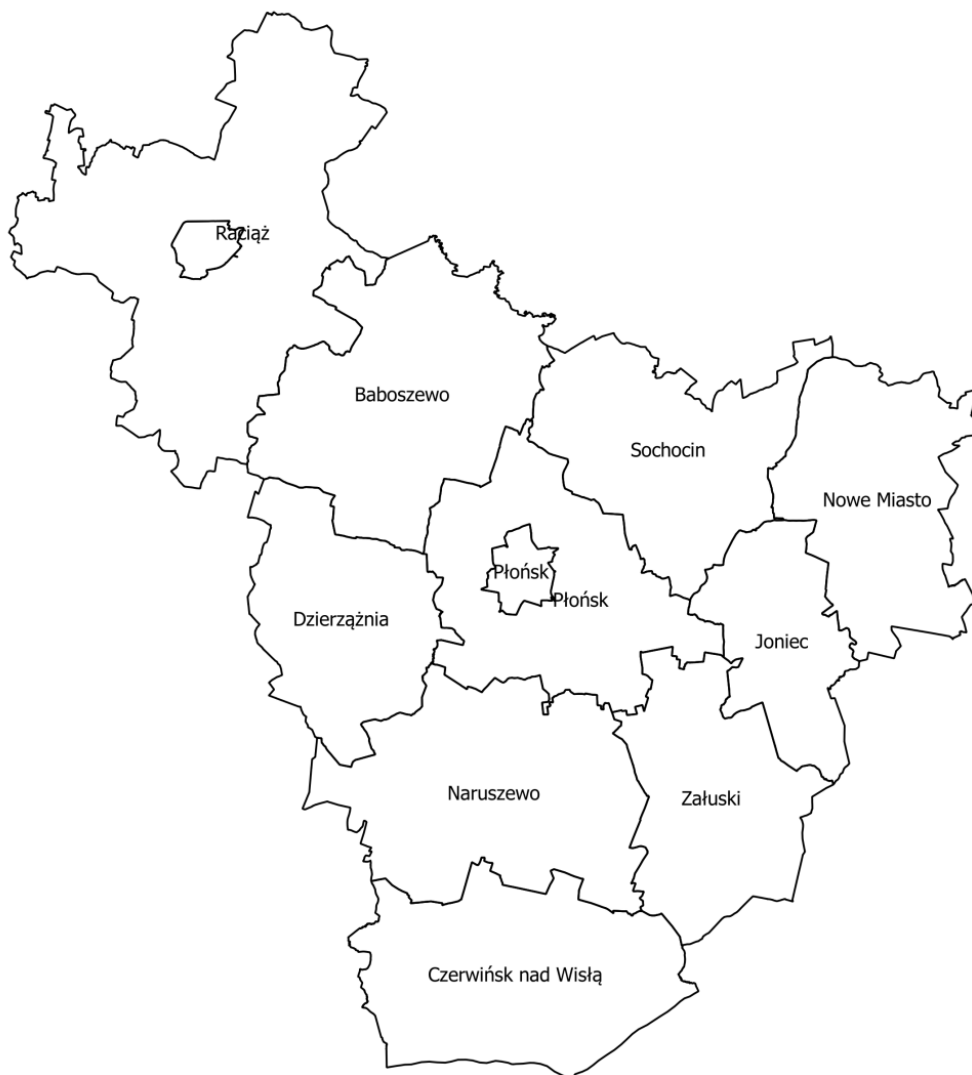 Raciąż
Baboszewo
Sochocin
Nowe Miasto
Płońsk
Płońsk
Dzierzążnia
Joniec
Naruszewo
Załuski
Czerwińsk nad Wisłą